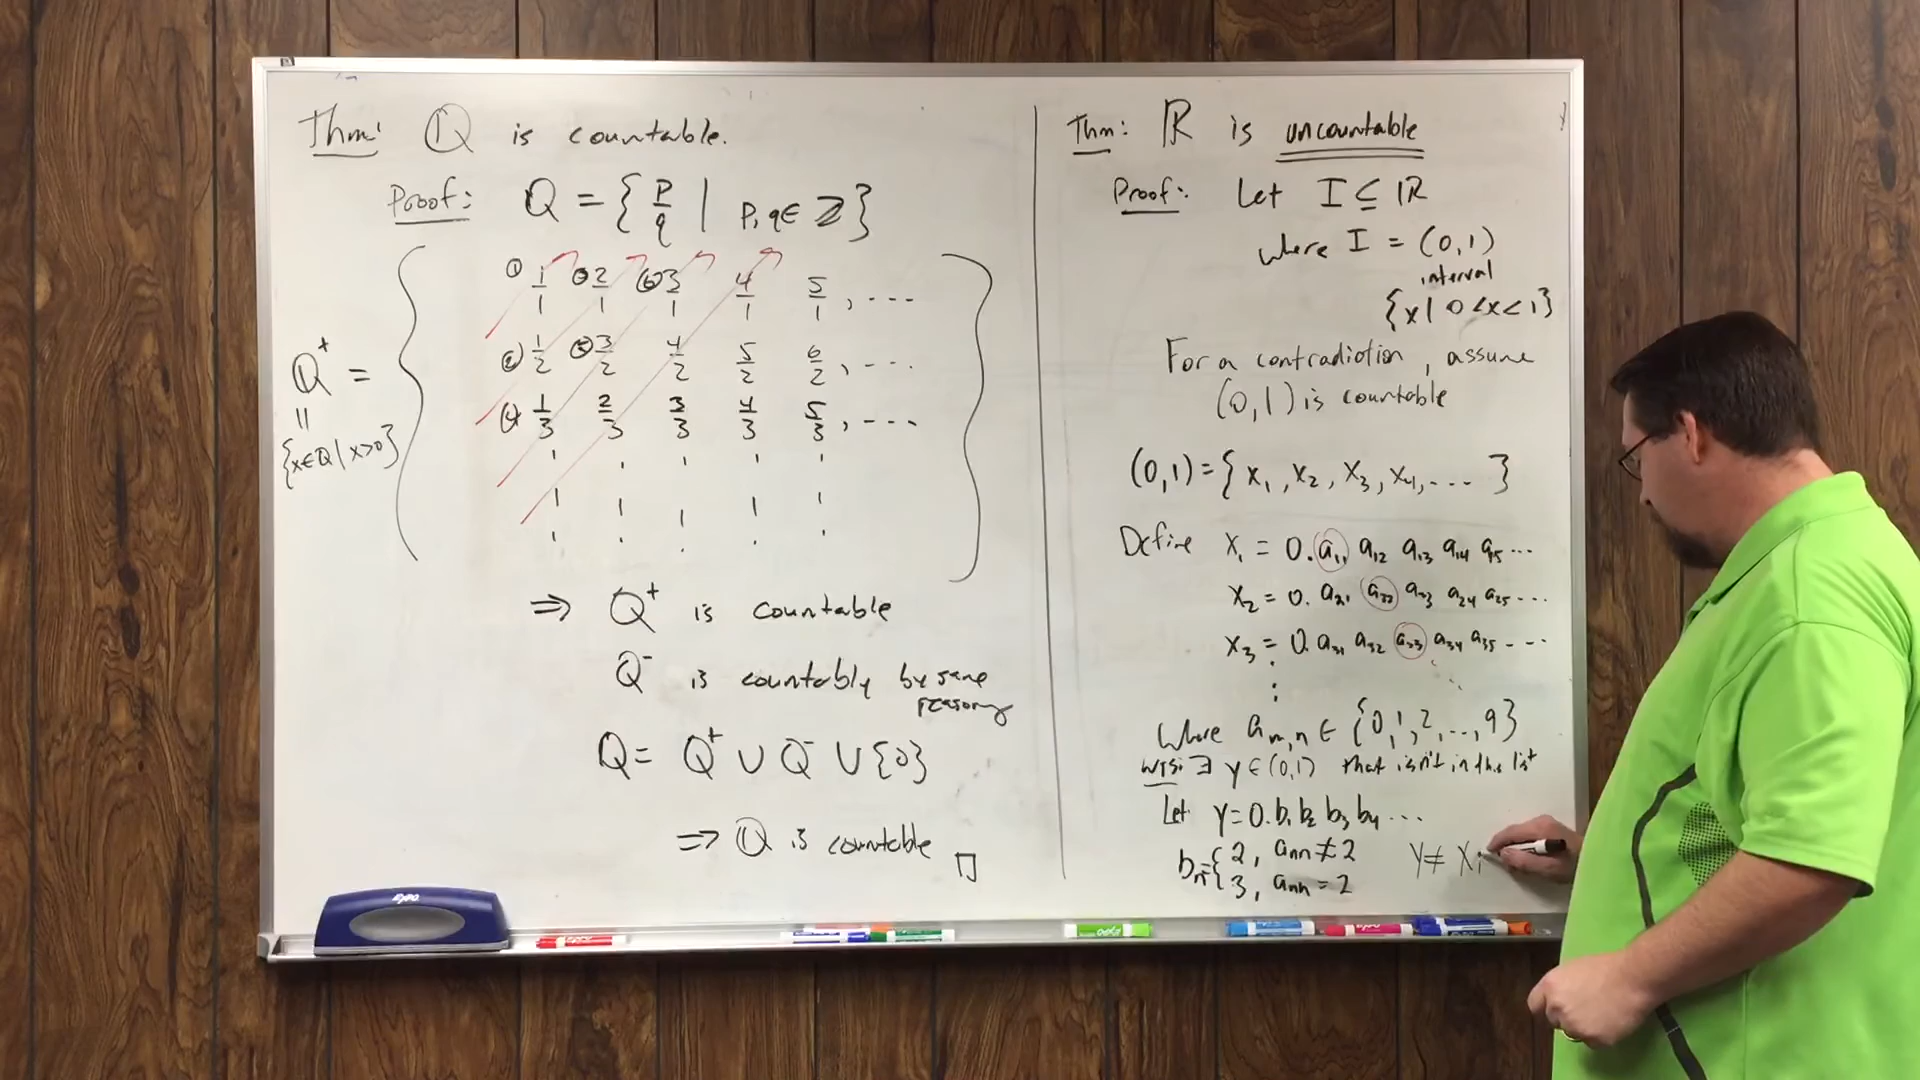 Thm: ℚ is countable.
Proof: Q = { p/q | p, q ∈ ℤ }
ℚ⁺ =
① 1/1 ③ 2/1 ⑥ 3/1 4/1 5/1 , ...
② 1/2 ⑤ 3/2 4/2 5/2 6/2 , ...
④ 1/3 2/3 3/3 4/3 5/3 , ...
{x ∈ Q | x > 0}
⇒ Q⁺ is countable
Q⁻ is countably by same
reasoning
Q = Q⁺ ∪ Q⁻ ∪ {0}
⇒ ℚ is countable □
Thm: ℝ is uncountable
Proof: Let I ⊆ ℝ
where I = (0,1)
interval
{x | 0 < x < 1}
For a contradiction, assume
(0,1) is countable
(0,1) = { x₁, x₂, x₃, x₄, ... }
Define x₁ = 0. a₁₁ a₁₂ a₁₃ a₁₄ a₁₅ ...
x₂ = 0. a₂₁ a₂₂ a₂₃ a₂₄ a₂₅ ...
x₃ = 0. a₃₁ a₃₂ a₃₃ a₃₄ a₃₅ ...
⋮
where a_m,n ∈ {0, 1, 2, ..., 9}
WTS: ∃ y ∈ (0,1) that isn't in this list
Let y = 0. b₁ b₂ b₃ b₄ ...
bₙ = { 2, aₙₙ ≠ 2
3, aₙₙ = 2
y ≠ x₁
EXPO